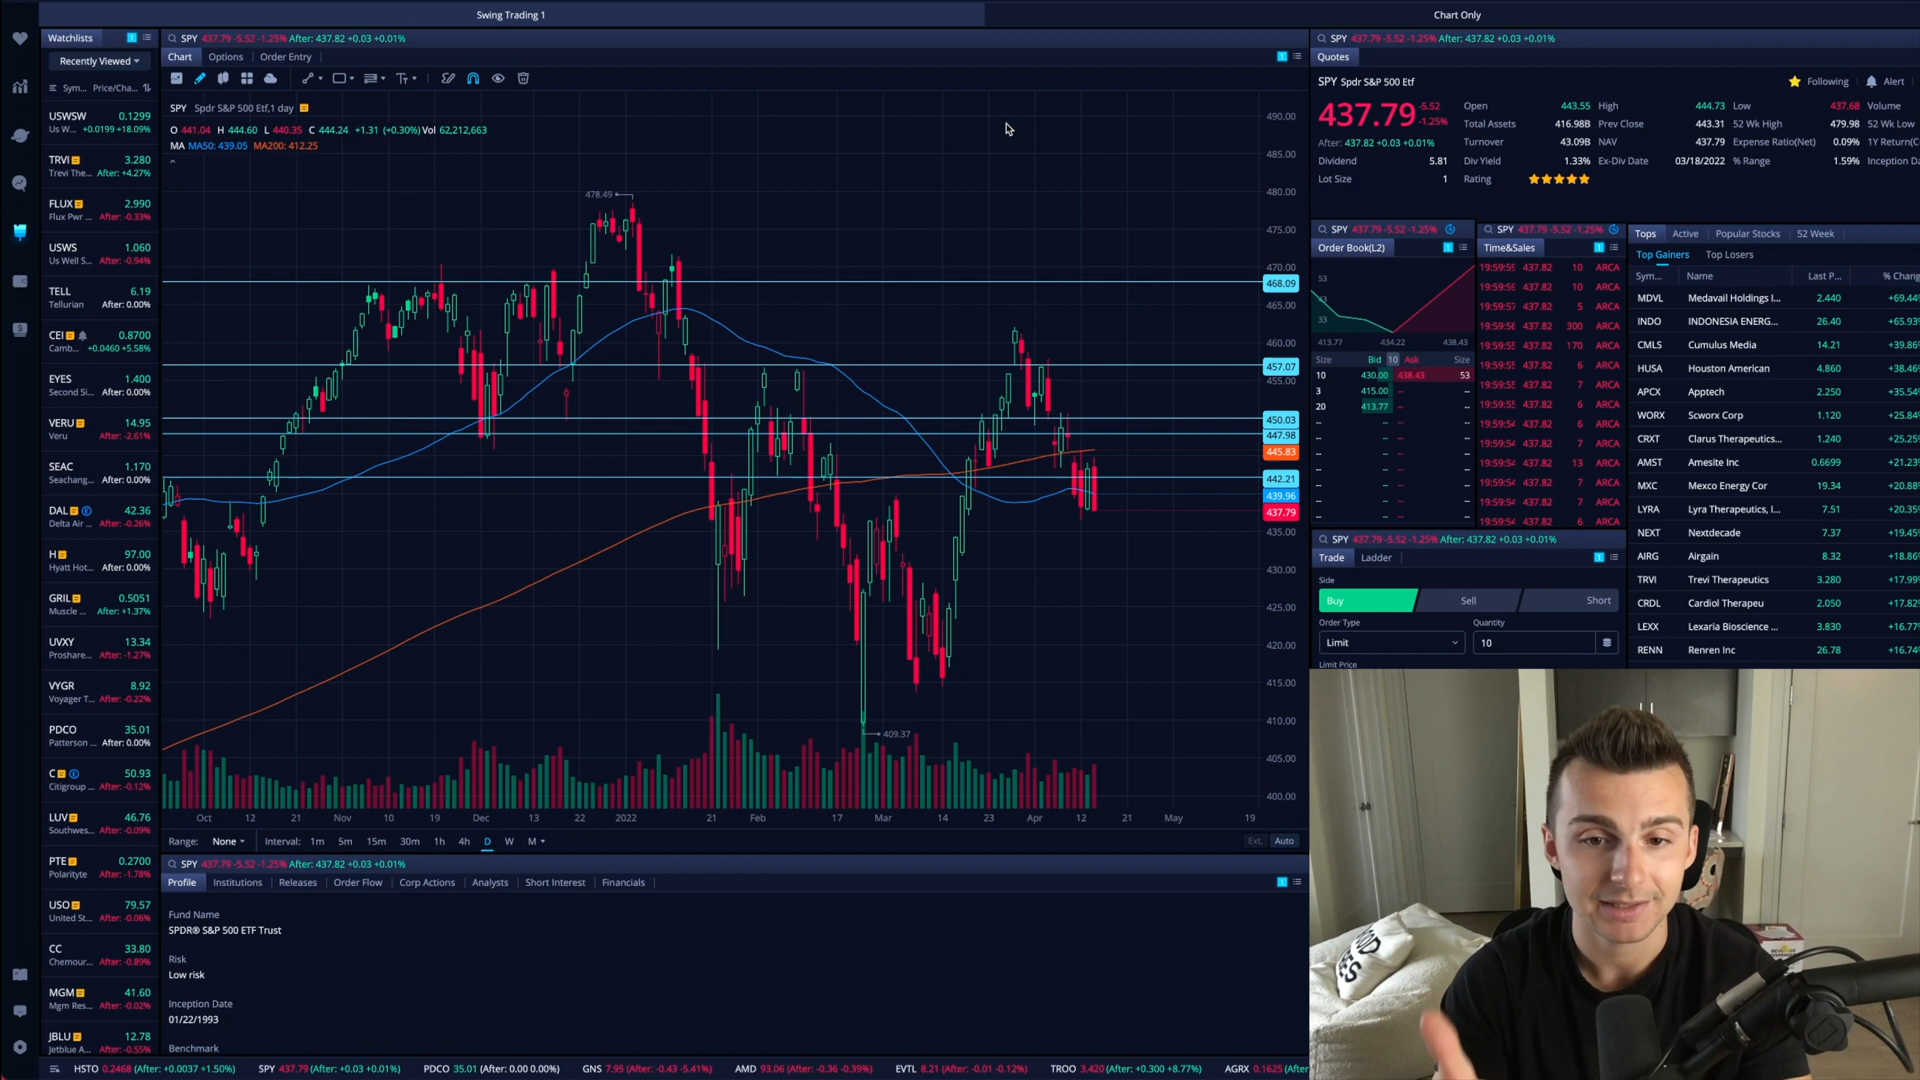 Swing Trading 1
Chart Only
Watchlists
Recently Viewed
Sym... Price/Cha...
USWSW 0.1299
Us W... +0.0199 +18.09%
TRVI 3.280
Trevi The... After: +4.27%
FLUX 2.990
Flux Pwr ... After: -0.33%
USWS 1.060
Us Well S... After: -0.94%
TELL 6.19
Tellurian After: 0.00%
CEI 0.8700
Camb... +0.0460 +5.58%
EYES 1.400
Second Si... After: 0.00%
VERU 14.95
Veru After: -2.61%
SEAC 1.170
Seachang... After: 0.00%
DAL 42.36
Delta Air ... After: -0.26%
H 97.00
Hyatt Hot... After: 0.00%
GRIL 0.5051
Muscle ... After: +1.37%
UVXY 13.34
Proshare... After: -1.27%
VYGR 8.92
Voyager T... After: -0.22%
PDCO 35.01
Patterson ... After: 0.00%
C 50.93
Citigroup ... After: -0.12%
LUV 46.76
Southwes... After: -0.09%
PTE 0.2700
Polarityte After: -1.78%
USO 79.57
United St... After: -0.06%
CC 33.80
Chemour... After: -0.89%
MGM 41.60
Mgm Res... After: -0.02%
JBLU 12.78
Jetblue A... After: -0.55%
SPY 437.79 -5.52 -1.25% After: 437.82 +0.03 +0.01%
Chart Options Order Entry
SPY Spdr S&P 500 Etf,1 day
O 441.04 H 444.60 L 440.35 C 444.24 +1.31 (+0.30%) Vol 62,212,663
MA MA50: 439.05 MA200: 412.25
478.49
409.37
490.00
485.00
480.00
475.00
470.00
468.09
465.00
460.00
457.07
455.00
450.03
447.98
445.83
442.21
439.96
437.79
435.00
430.00
425.00
420.00
415.00
410.00
405.00
400.00
Oct 12 21 Nov 10 19 Dec 13 22 2022 21 Feb 17 Mar 14 23 Apr 12 21 May 19
Range: None Interval: 1m 5m 15m 30m 1h 4h D W M
Ext. Auto
SPY 437.79 -5.52 -1.25% After: 437.82 +0.03 +0.01%
Profile Institutions Releases Order Flow Corp Actions Analysts Short Interest Financials
Fund Name
SPDR® S&P 500 ETF Trust
Risk
Low risk
Inception Date
01/22/1993
Benchmark
SPY 437.79 -5.52 -1.25% After: 437.82 +0.03 +0.01%
Quotes
SPY Spdr S&P 500 Etf
Following Alert
437.79 -5.52 -1.25%
After: 437.82 +0.03 +0.01%
Open 443.55 High 444.73 Low 437.68 Volume
Total Assets 416.98B Prev Close 443.31 52 Wk High 479.98 52 Wk Low
Turnover 43.09B NAV 437.79 Expense Ratio(Net) 0.09% 1Y Return(C
Dividend 5.81 Div Yield 1.33% Ex-Div Date 03/18/2022 % Range 1.59% Inception Da
Lot Size 1 Rating
SPY 437.79 -5.52 -1.25%
Order Book(L2)
53
43
33
413.77 434.22 438.43
Size Bid 10 Ask Size
10 430.00 438.43 53
3 415.00 -- --
20 413.77 -- --
SPY 437.79 -5.52 -1.25%
Time&Sales
19:59:59 437.82 10 ARCA
19:59:56 437.82 10 ARCA
19:59:57 437.82 5 ARCA
19:59:56 437.82 300 ARCA
19:59:55 437.82 170 ARCA
19:59:55 437.82 6 ARCA
19:59:55 437.82 7 ARCA
19:59:55 437.82 6 ARCA
19:59:54 437.82 6 ARCA
19:59:54 437.82 7 ARCA
19:59:54 437.82 13 ARCA
19:59:54 437.82 7 ARCA
19:59:54 437.82 7 ARCA
19:59:54 437.82 6 ARCA
Tops Active Popular Stocks 52 Week
Top Gainers Top Losers
Sym... Name Last P... % Chang
MDVL Medavail Holdings I... 2.440 +69.44
INDO INDONESIA ENERG... 26.40 +65.93
CMLS Cumulus Media 14.21 +39.86
HUSA Houston American 4.860 +38.46
APCX Apptech 2.250 +35.54
WORX Scworx Corp 1.120 +25.84
CRXT Clarus Therapeutics... 1.240 +25.25
AMST Amesite Inc 0.6699 +21.23
MXC Mexco Energy Cor 19.34 +20.88
LYRA Lyra Therapeutics, I... 7.51 +20.35
NEXT Nextdecade 7.37 +19.45
AIRG Airgain 8.32 +18.86
TRVI Trevi Therapeutics 3.280 +17.99
CRDL Cardiol Therapeu 2.050 +17.82
LEXX Lexaria Bioscience ... 3.830 +16.77
RENN Renren Inc 26.78 +16.74
SPY 437.79 -5.52 -1.25% After: 437.82 +0.03 +0.01%
Trade Ladder
Side
Buy Sell Short
Order Type Quantity
Limit 10
Limit Price
HSTO 0.2468 (After: +0.0037 +1.50%) SPY 437.79 (After: +0.03 +0.01%) PDCO 35.01 (After: 0.00 0.00%) GNS 7.95 (After: -0.43 -5.41%) AMD 93.06 (After: -0.36 -0.39%) EVTL 8.21 (After: -0.01 -0.12%) TROO 3.420 (After: +0.300 +8.77%) AGRX 0.1625 (After